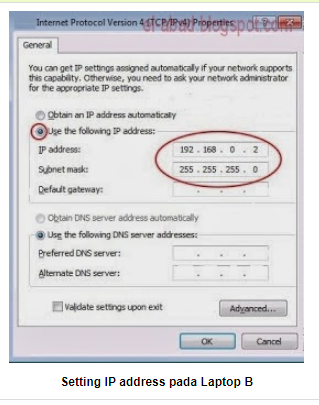 Internet Protocol Version 4 (TCP/IPv4) Properties
General
You can get IP settings assigned automatically if your network supports
this capability. Otherwise, you need to ask your network administrator
for the appropriate IP settings.
Obtain an IP address automatically
Use the following IP address:
IP address: 192 . 168 . 0 . 2
Subnet mask: 255 . 255 . 255 . 0
Default gateway: . . .
Obtain DNS server address automatically
Use the following DNS server addresses:
Preferred DNS server: . . .
Alternate DNS server: . . .
Validate settings upon exit
Advanced...
OK Cancel
Setting IP address pada Laptop B